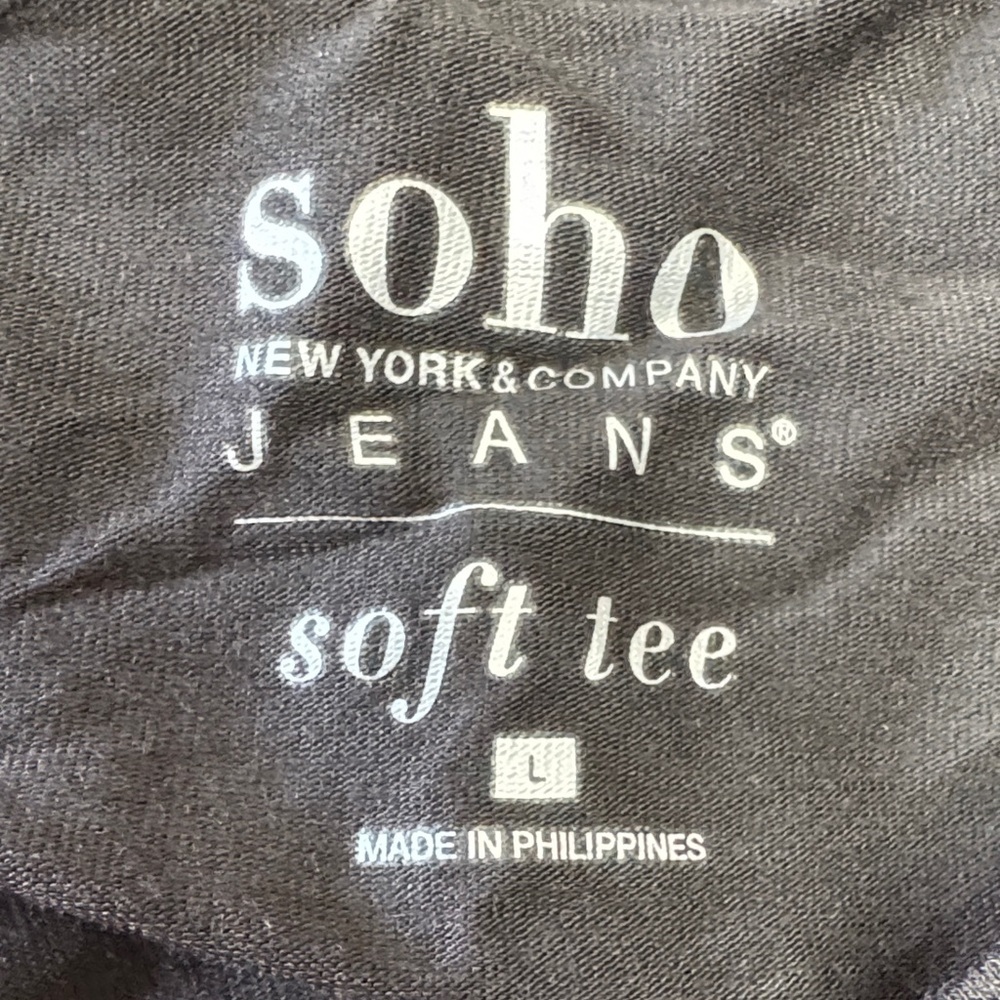 soho
NEW YORK & COMPANY
JEANS®
soft tee
L
MADE IN PHILIPPINES